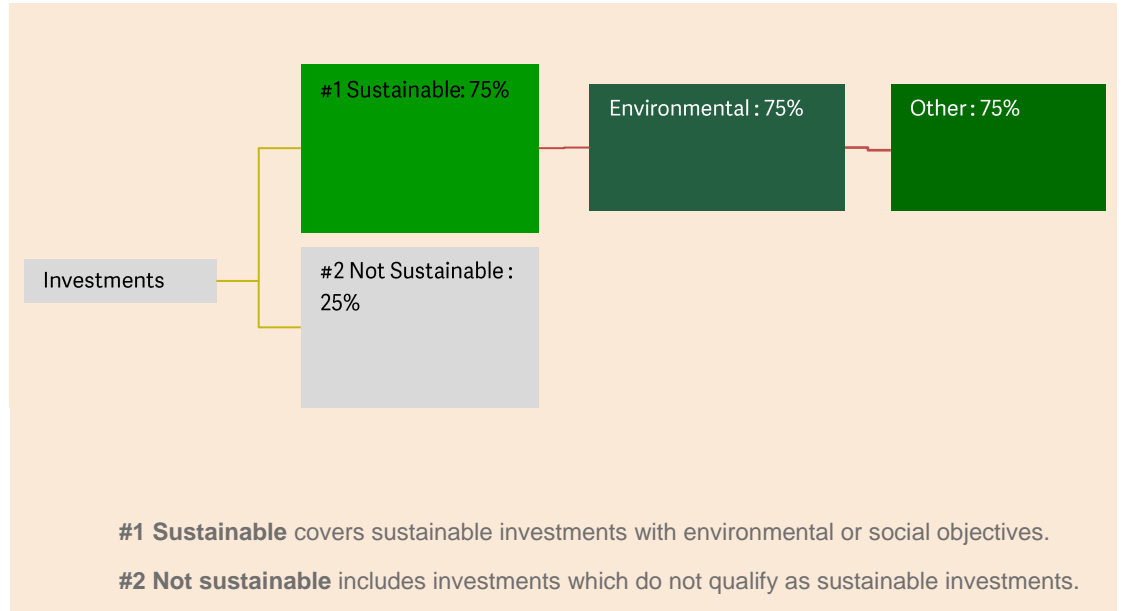 #1 Sustainable: 75%
Environmental : 75%
Other : 75%
#2 Not Sustainable :
25%
Investments
#1 Sustainable covers sustainable investments with environmental or social objectives.
#2 Not sustainable includes investments which do not qualify as sustainable investments.